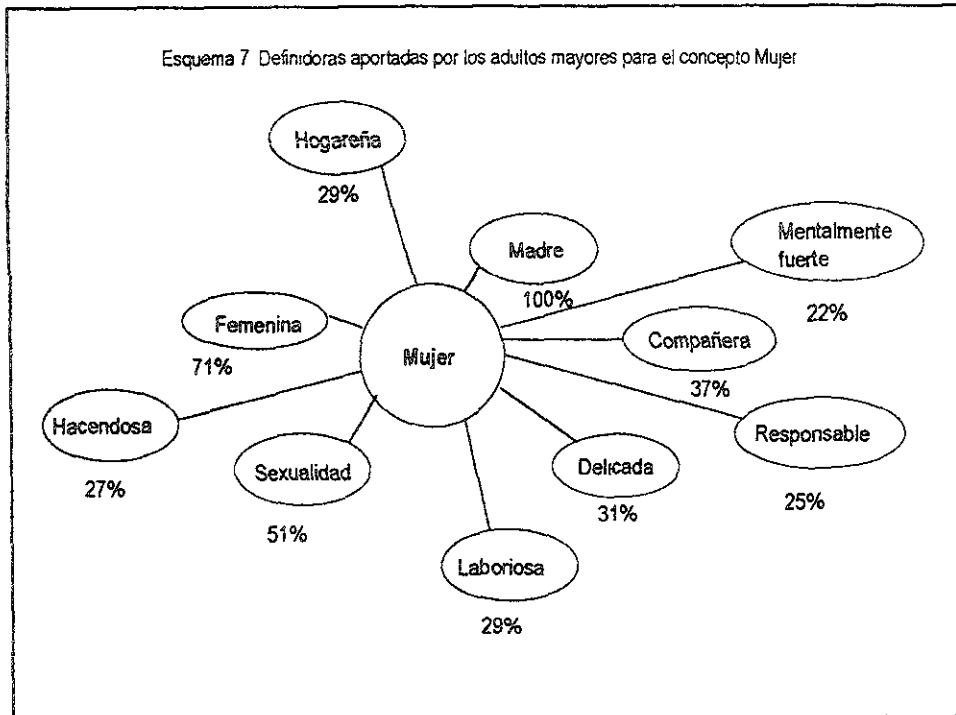 Esquema 7 Definidoras aportadas por los adultos mayores para el concepto Mujer
Hogareña
29%
Madre
100%
Mentalmente
fuerte
22%
Femenina
71%
Mujer
Compañera
37%
Hacendosa
27%
Sexualidad
51%
Delicada
31%
Responsable
25%
Laboriosa
29%